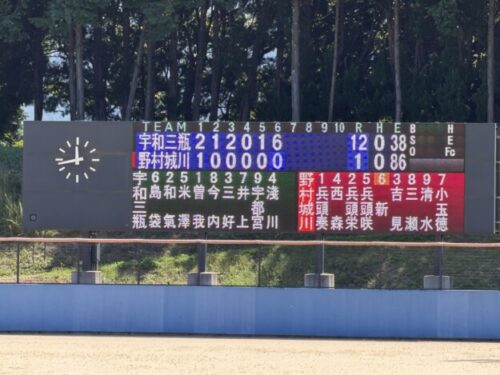 TEAM 1 2 3 4 5 6 7 8 9 10 R H E
宇和三瓶 2 1 2 0 1 6 12 0 3 8
野村城川 1 0 0 0 0 0 1 0 8 6
B H
S E
O Fc
宇和三瓶
6 島袋
2 和氣
5 米澤
1 曽我
8 今内
3 三好
7 井上
9 宇都宮
4 浅川
野村城川
1 兵頭
4 西森
2 兵頭栄
5 兵頭咲
6 新
3 吉見
8 三瀬
9 清水
7 小玉